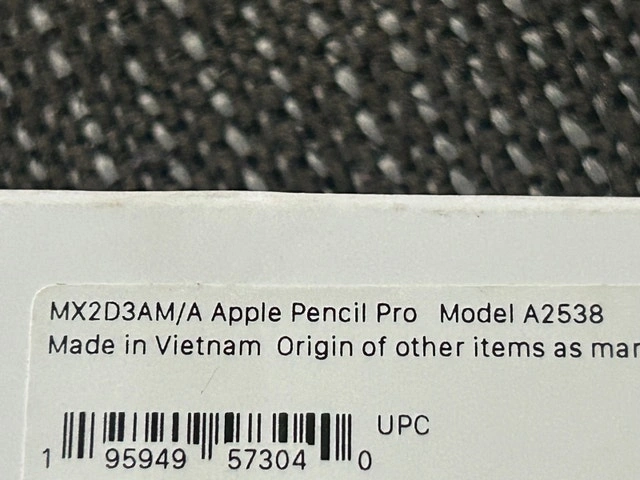 MX2D3AM/A Apple Pencil Pro Model A2538
Made in Vietnam Origin of other items as mar
UPC
1 95949 57304 0